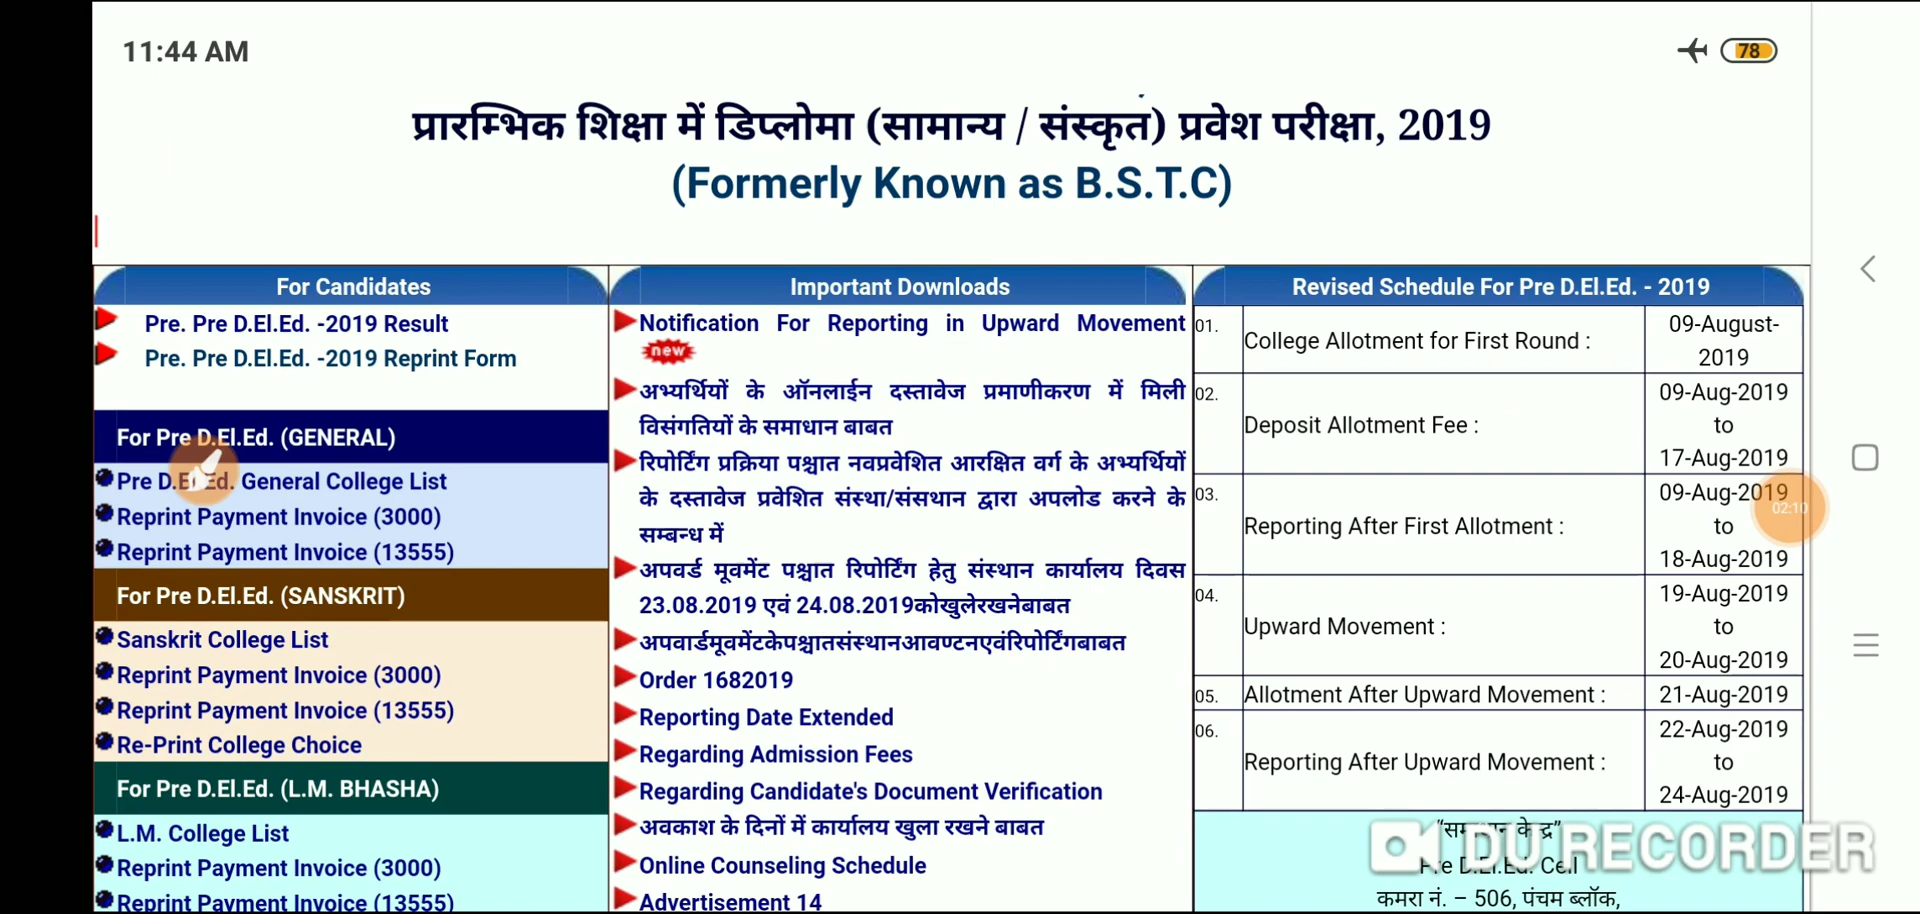 11:44 AM
78
प्रारम्भिक शिक्षा में डिप्लोमा (सामान्य / संस्कृत) प्रवेश परीक्षा, 2019
(Formerly Known as B.S.T.C)
For Candidates
Pre. Pre D.El.Ed. -2019 Result
Pre. Pre D.El.Ed. -2019 Reprint Form
For Pre D.El.Ed. (GENERAL)
Pre D.El.Ed. General College List
Reprint Payment Invoice (3000)
Reprint Payment Invoice (13555)
For Pre D.El.Ed. (SANSKRIT)
Sanskrit College List
Reprint Payment Invoice (3000)
Reprint Payment Invoice (13555)
Re-Print College Choice
For Pre D.El.Ed. (L.M. BHASHA)
L.M. College List
Reprint Payment Invoice (3000)
Reprint Payment Invoice (13555)
Important Downloads
Notification For Reporting in Upward Movement
new
अभ्यर्थियों के ऑनलाईन दस्तावेज प्रमाणीकरण में मिली
विसंगतियों के समाधान बाबत
रिपोर्टिंग प्रक्रिया पश्चात नवप्रवेशित आरक्षित वर्ग के अभ्यर्थियों
के दस्तावेज प्रवेशित संस्था/संसथान द्वारा अपलोड करने के
सम्बन्ध में
अपवर्ड मूवमेंट पश्चात रिपोर्टिंग हेतु संस्थान कार्यालय दिवस
23.08.2019 एवं 24.08.2019कोखुलेरखनेबाबत
अपवार्डमूवमेंटकेपश्चातसंस्थानआवण्टनएवंरिपोर्टिंगबाबत
Order 1682019
Reporting Date Extended
Regarding Admission Fees
Regarding Candidate's Document Verification
अवकाश के दिनों में कार्यालय खुला रखने बाबत
Online Counseling Schedule
Advertisement 14
Revised Schedule For Pre D.El.Ed. - 2019
01. College Allotment for First Round : 09-August-
2019
02. Deposit Allotment Fee : 09-Aug-2019
to
17-Aug-2019
03. Reporting After First Allotment : 09-Aug-2019
to
18-Aug-2019
02:10
04. Upward Movement : 19-Aug-2019
to
20-Aug-2019
05. Allotment After Upward Movement : 21-Aug-2019
06. Reporting After Upward Movement : 22-Aug-2019
to
24-Aug-2019
“समाधान केन्द्र”
Pre D.El.Ed. Cell
कमरा नं. – 506, पंचम ब्लॉक,
DU RECORDER